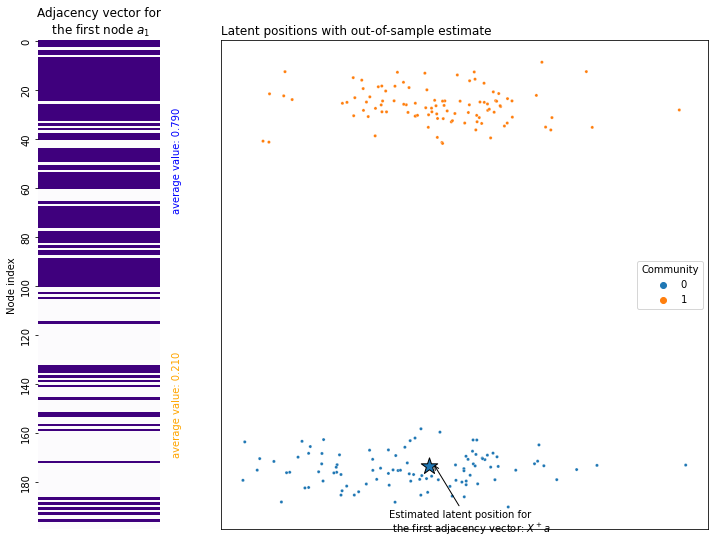 Adjacency vector for
the first node a₁
Latent positions with out-of-sample estimate
0
20
40
60
80
100
120
140
160
180
Node index
average value: 0.790
average value: 0.210
Community
0
1
Estimated latent position for
the first adjacency vector: X⁺a